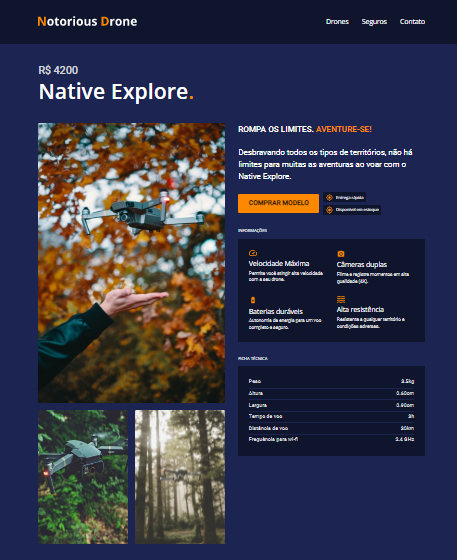 Notorious Drone
Drones Seguros Contato
R$ 4200
Native Explore.
ROMPA OS LIMITES. AVENTURE-SE!
Desbravando todos os tipos de territórios, não há
limites para muitas as aventuras ao voar com o
Native Explore.
COMPRAR MODELO
Entrega rápida
Disponível em estoque
INFORMAÇÕES
Velocidade Máxima
Permite você atingir alta velocidade
com o seu drone.
Câmeras duplas
Filma e registre momentos em alta
qualidade (4K).
Baterias duráveis
Autonomia de energia para um voo
completo e seguro.
Alta resistência
Resistente a qualquer território e
condições adversas.
FICHA TÉCNICA
Peso 3.5kg
Altura 0.60cm
Largura 0.90cm
Tempo de voo 2h
Distância de voo 20km
Frequência para wi-fi 2.4 GHz